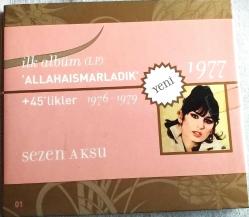 ilk albüm (LP)
'ALLAHAISMARLADIK'
+45'likler 1976 - 1979
yeni
1977
sezen AKSU
01